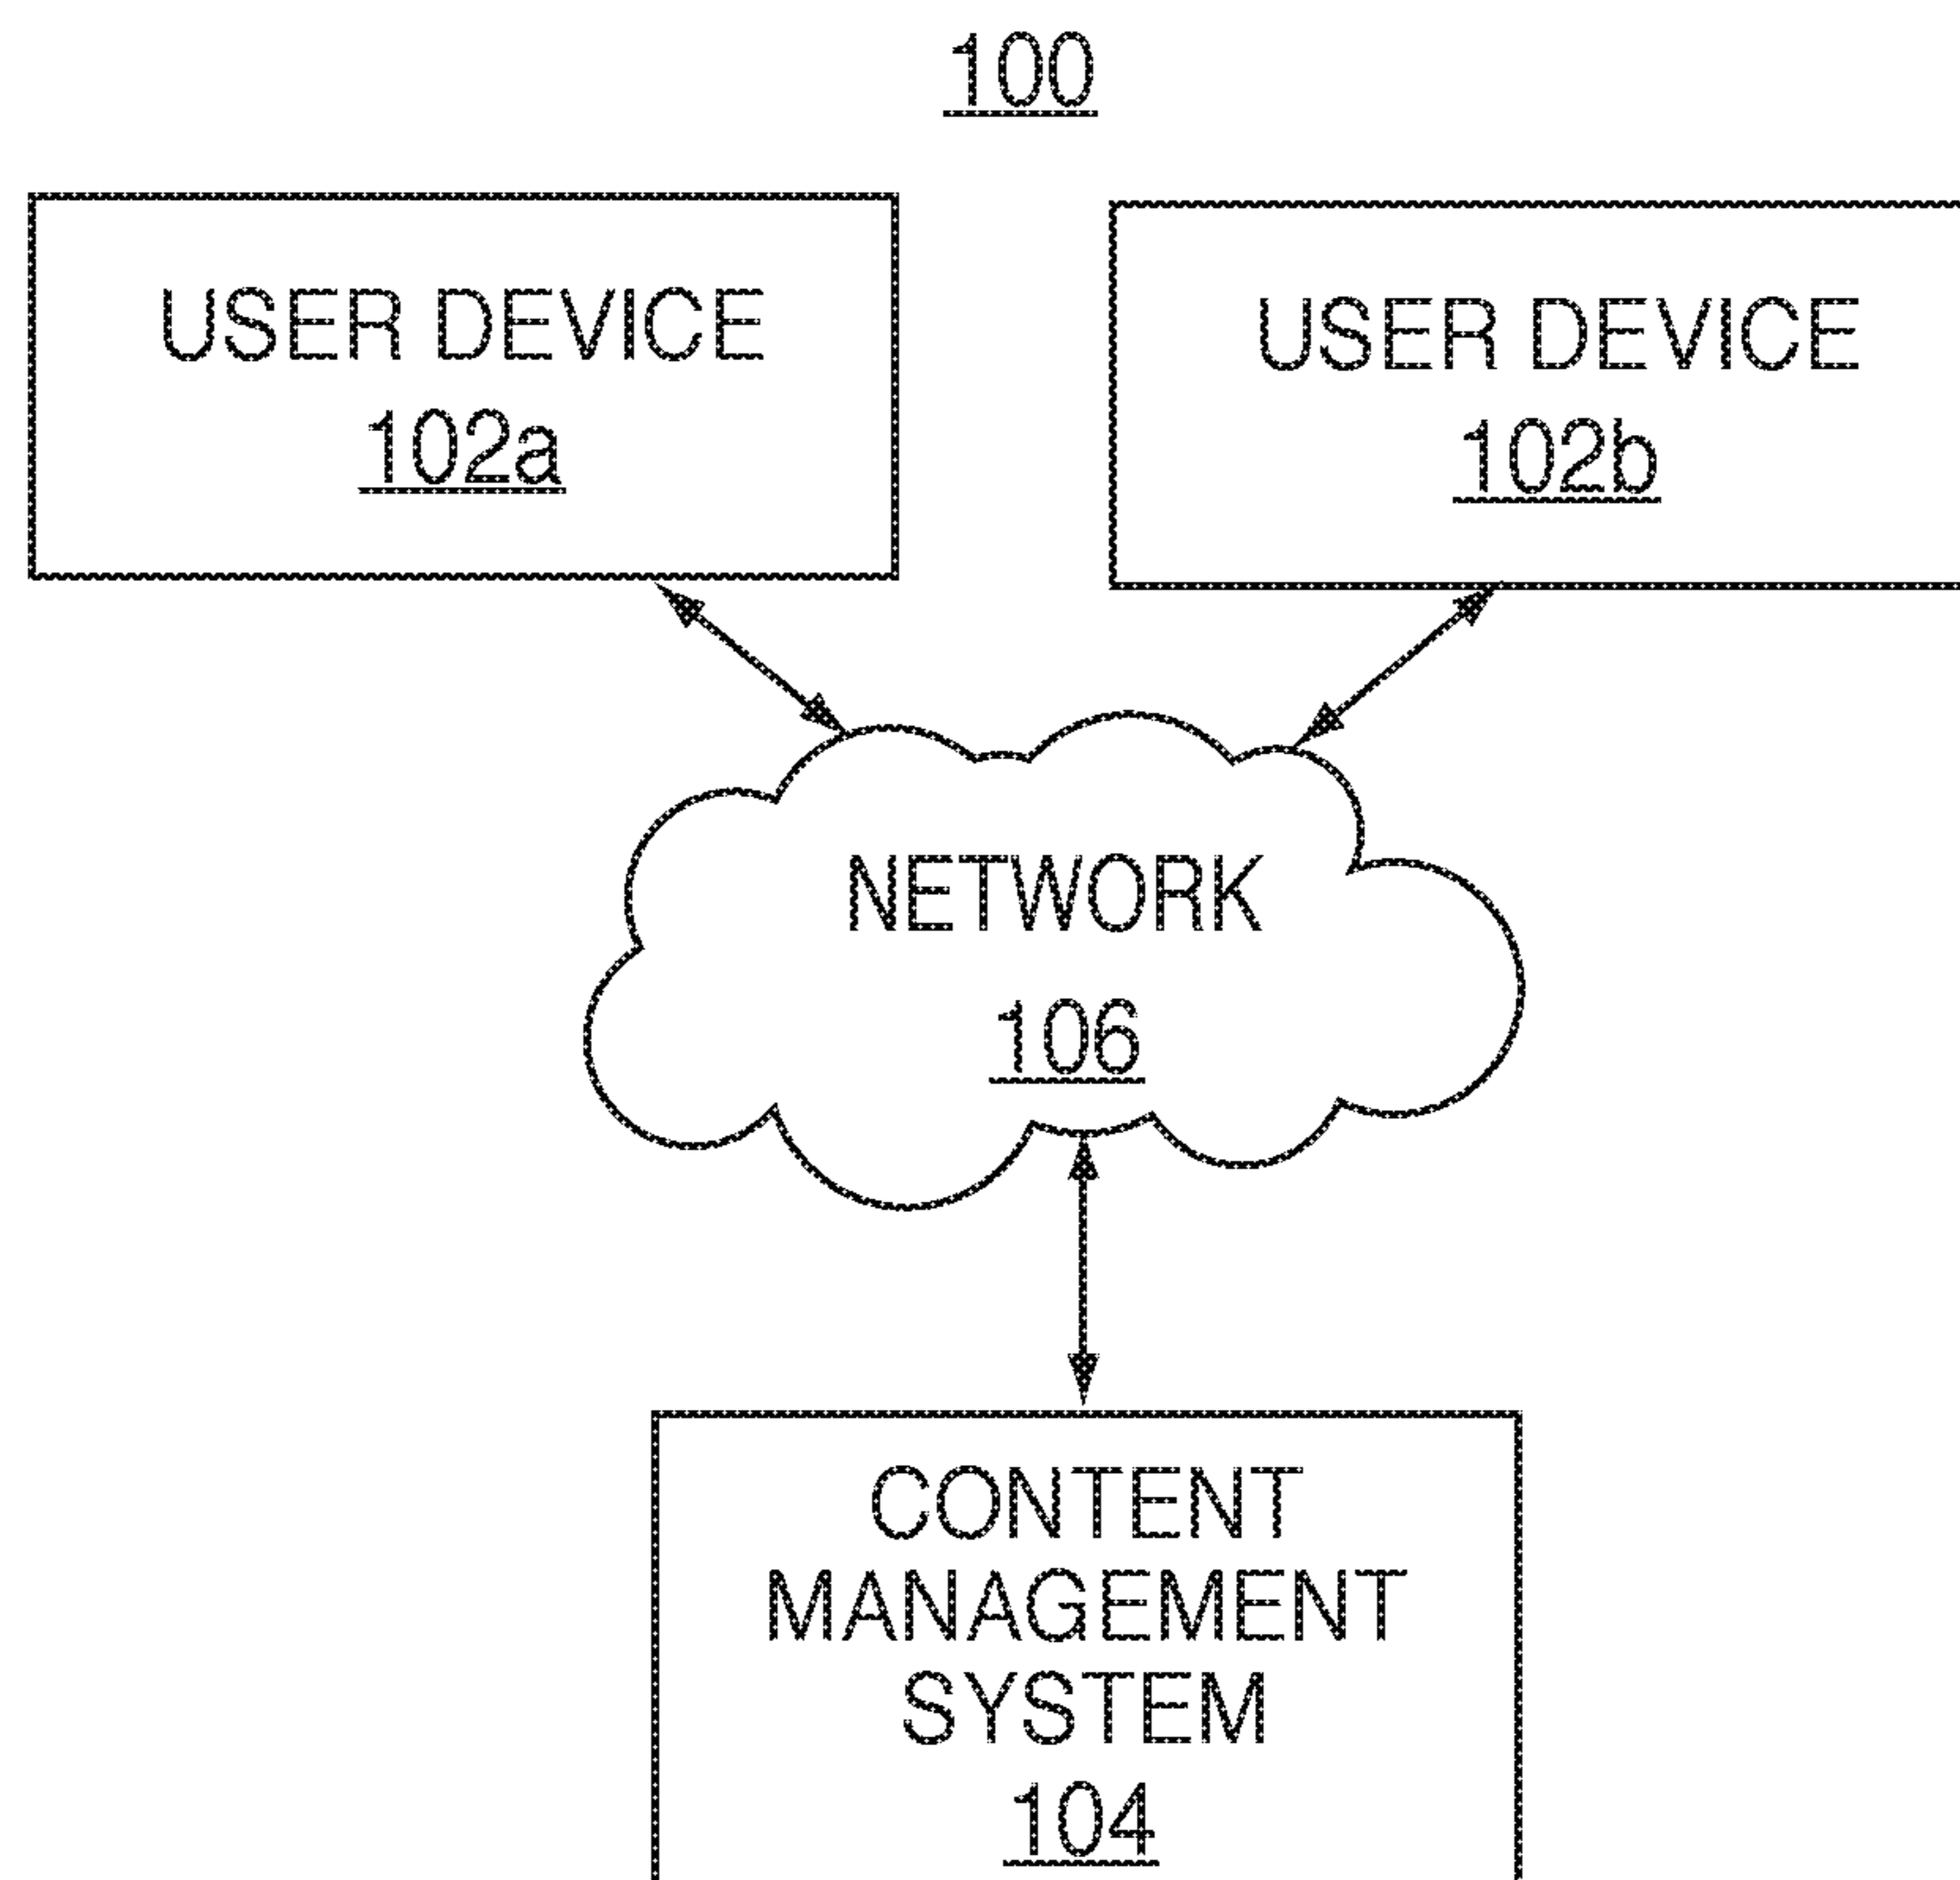 100
USER DEVICE
102a
USER DEVICE
102b
NETWORK
106
CONTENT
MANAGEMENT
SYSTEM
104